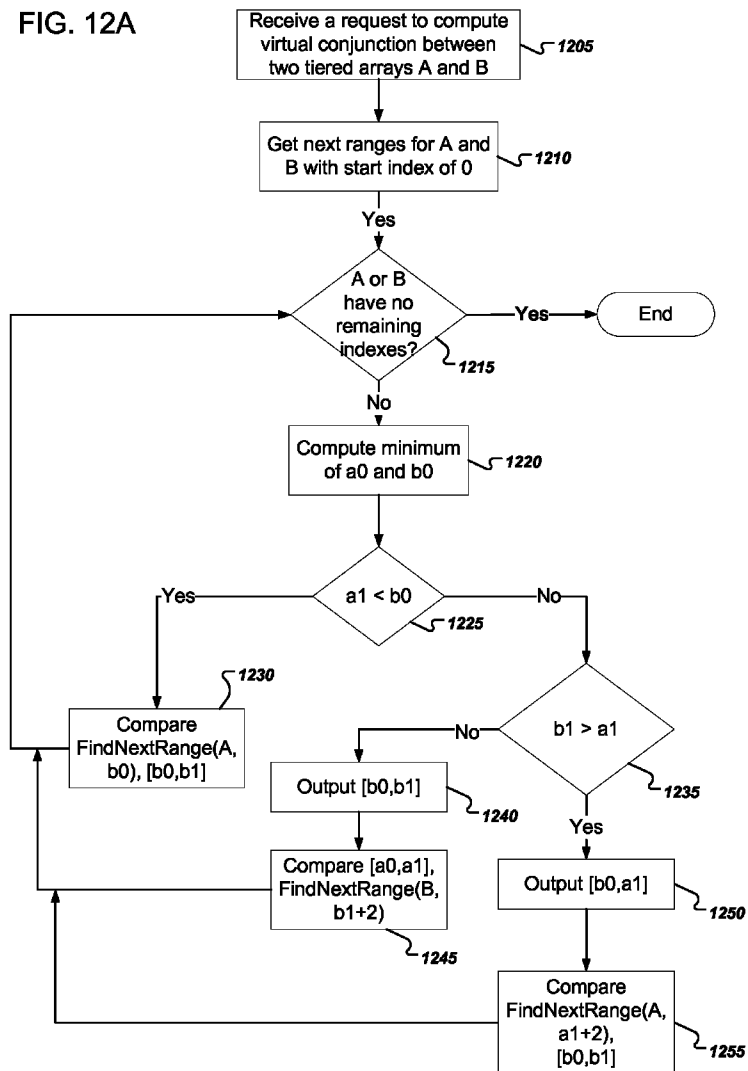 FIG. 12A
Receive a request to compute
virtual conjunction between
two tiered arrays A and B
1205
Get next ranges for A and
B with start index of 0
1210
Yes
A or B
have no
remaining
indexes?
1215
Yes
End
No
Compute minimum
of a0 and b0
1220
a1 < b0
1225
Yes
No
1230
Compare
FindNextRange(A,
b0), [b0,b1]
b1 > a1
1235
No
Output [b0,b1]
1240
Yes
Compare [a0,a1],
FindNextRange(B,
b1+2)
1245
Output [b0,a1]
1250
Compare
FindNextRange(A,
a1+2),
[b0,b1]
1255